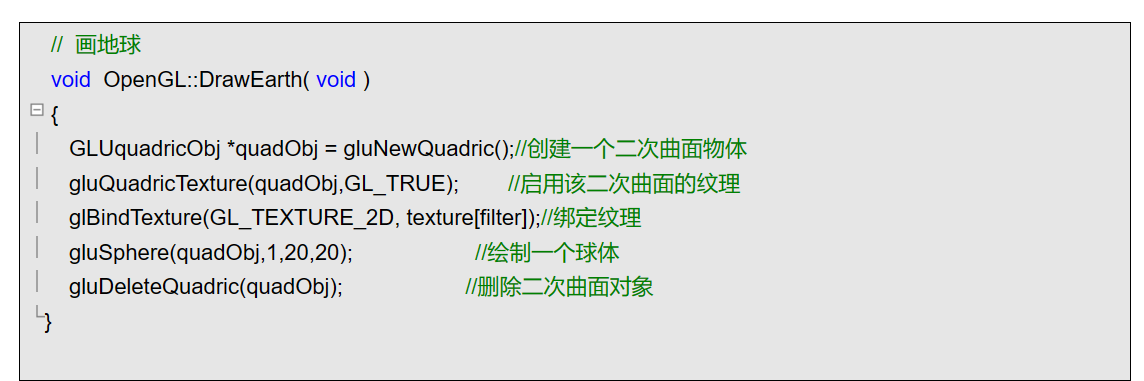 // 画地球
void OpenGL::DrawEarth( void )
{
GLUquadricObj *quadObj = gluNewQuadric();//创建一个二次曲面物体
gluQuadricTexture(quadObj,GL_TRUE); //启用该二次曲面的纹理
glBindTexture(GL_TEXTURE_2D, texture[filter]);//绑定纹理
gluSphere(quadObj,1,20,20); //绘制一个球体
gluDeleteQuadric(quadObj); //删除二次曲面对象
}